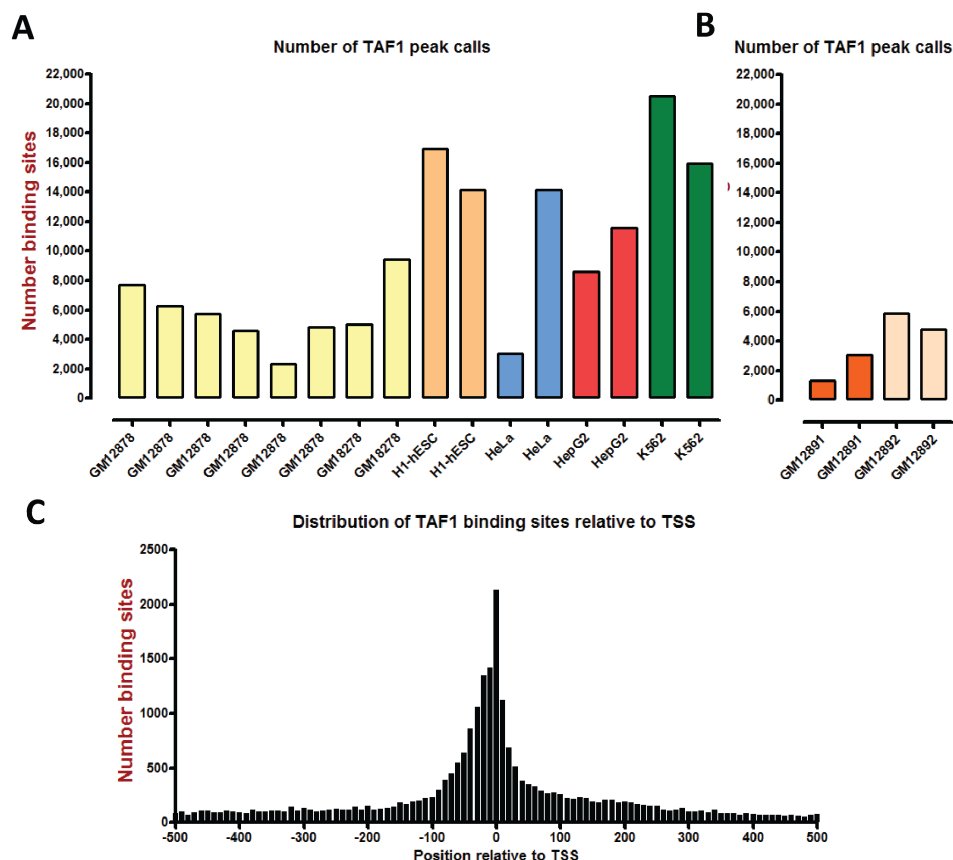 A
Number of TAF1 peak calls
Number binding sites
22,000
20,000
18,000
16,000
14,000
12,000
10,000
8,000
6,000
4,000
2,000
0
GM12878
GM12878
GM12878
GM12878
GM12878
GM12878
GM18278
GM18278
H1-hESC
H1-hESC
HeLa
HeLa
HepG2
HepG2
K562
K562
B
Number of TAF1 peak calls
22,000
20,000
18,000
16,000
14,000
12,000
10,000
8,000
6,000
4,000
2,000
0
GM12891
GM12891
GM12892
GM12892
C
Distribution of TAF1 binding sites relative to TSS
Number binding sites
2500
2000
1500
1000
500
0
-500 -400 -300 -200 -100 0 100 200 300 400 500
Position relative to TSS